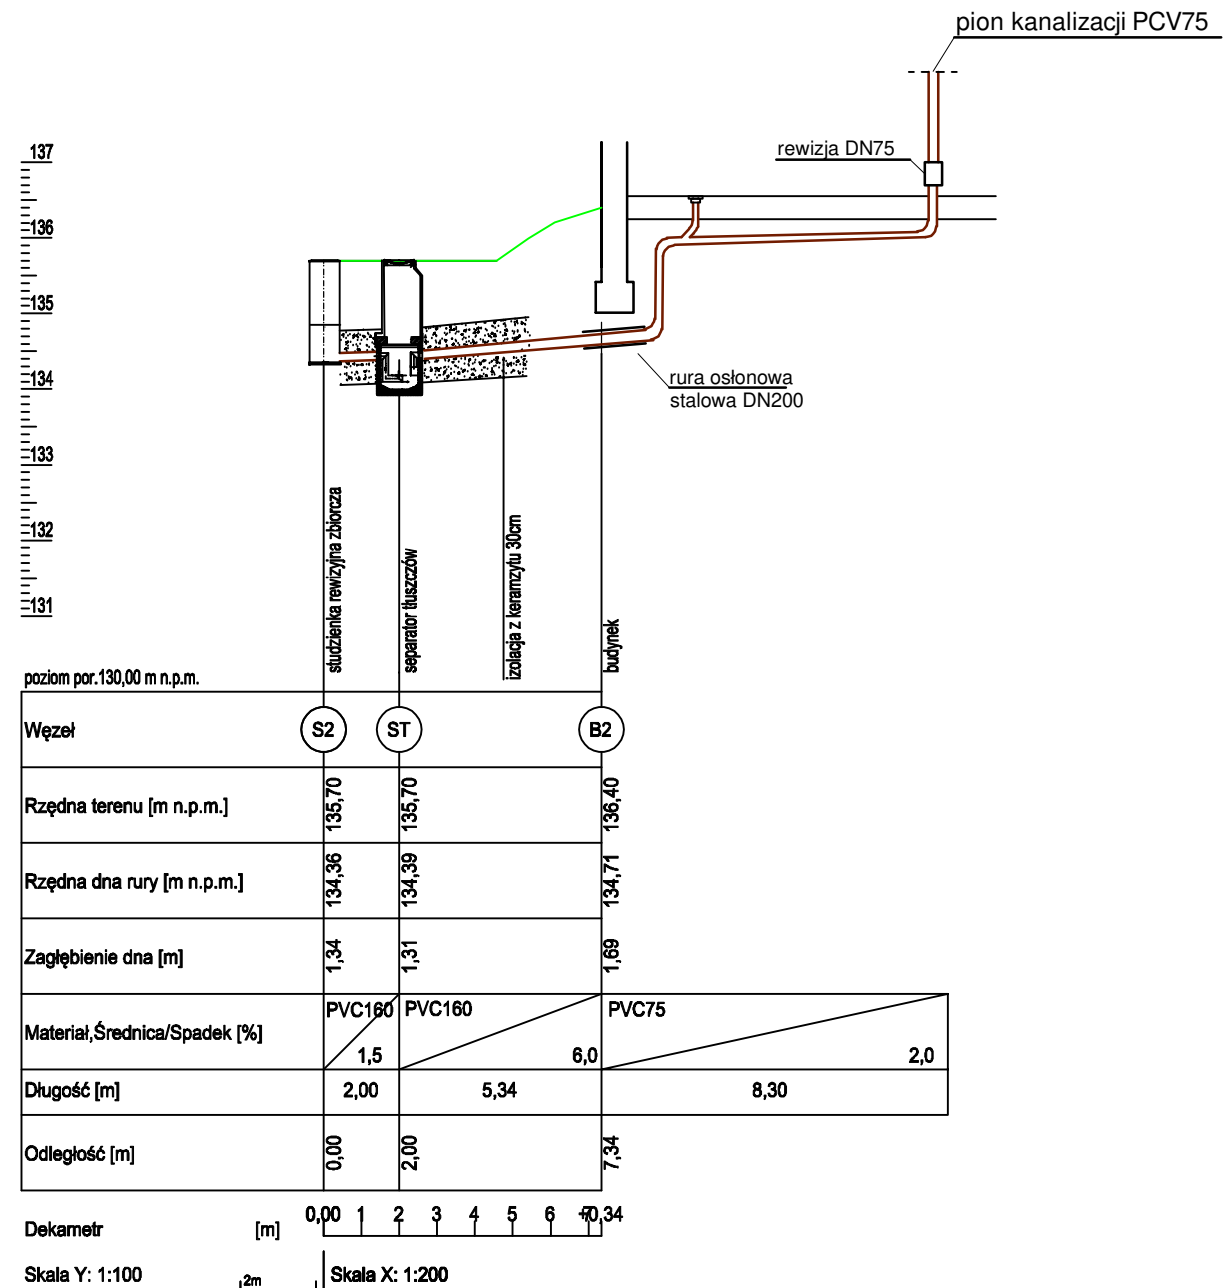 pion kanalizacji PCV75
rewizja DN75
137
136
135
134
133
132
131
rura osłonowa
stalowa DN200
studzienka rewizyjna zbiorcza
separator tłuszczów
izolacja z keramzytu 30cm
budynek
poziom por.130,00 m n.p.m.
Węzeł S2 ST B2
Rzędna terenu [m n.p.m.] 135,70 135,70 136,40
Rzędna dna rury [m n.p.m.] 134,36 134,39 134,71
Zagłębienie dna [m] 1,34 1,31 1,69
PVC160 PVC160 PVC75
Materiał,Średnica/Spadek [%]
1,5 6,0 2,0
Długość [m] 2,00 5,34 8,30
Odległość [m] 0,00 2,00 7,34
Dekametr [m] 0,00 1 2 3 4 5 6 0,34
Skala Y: 1:100 2m Skala X: 1:200